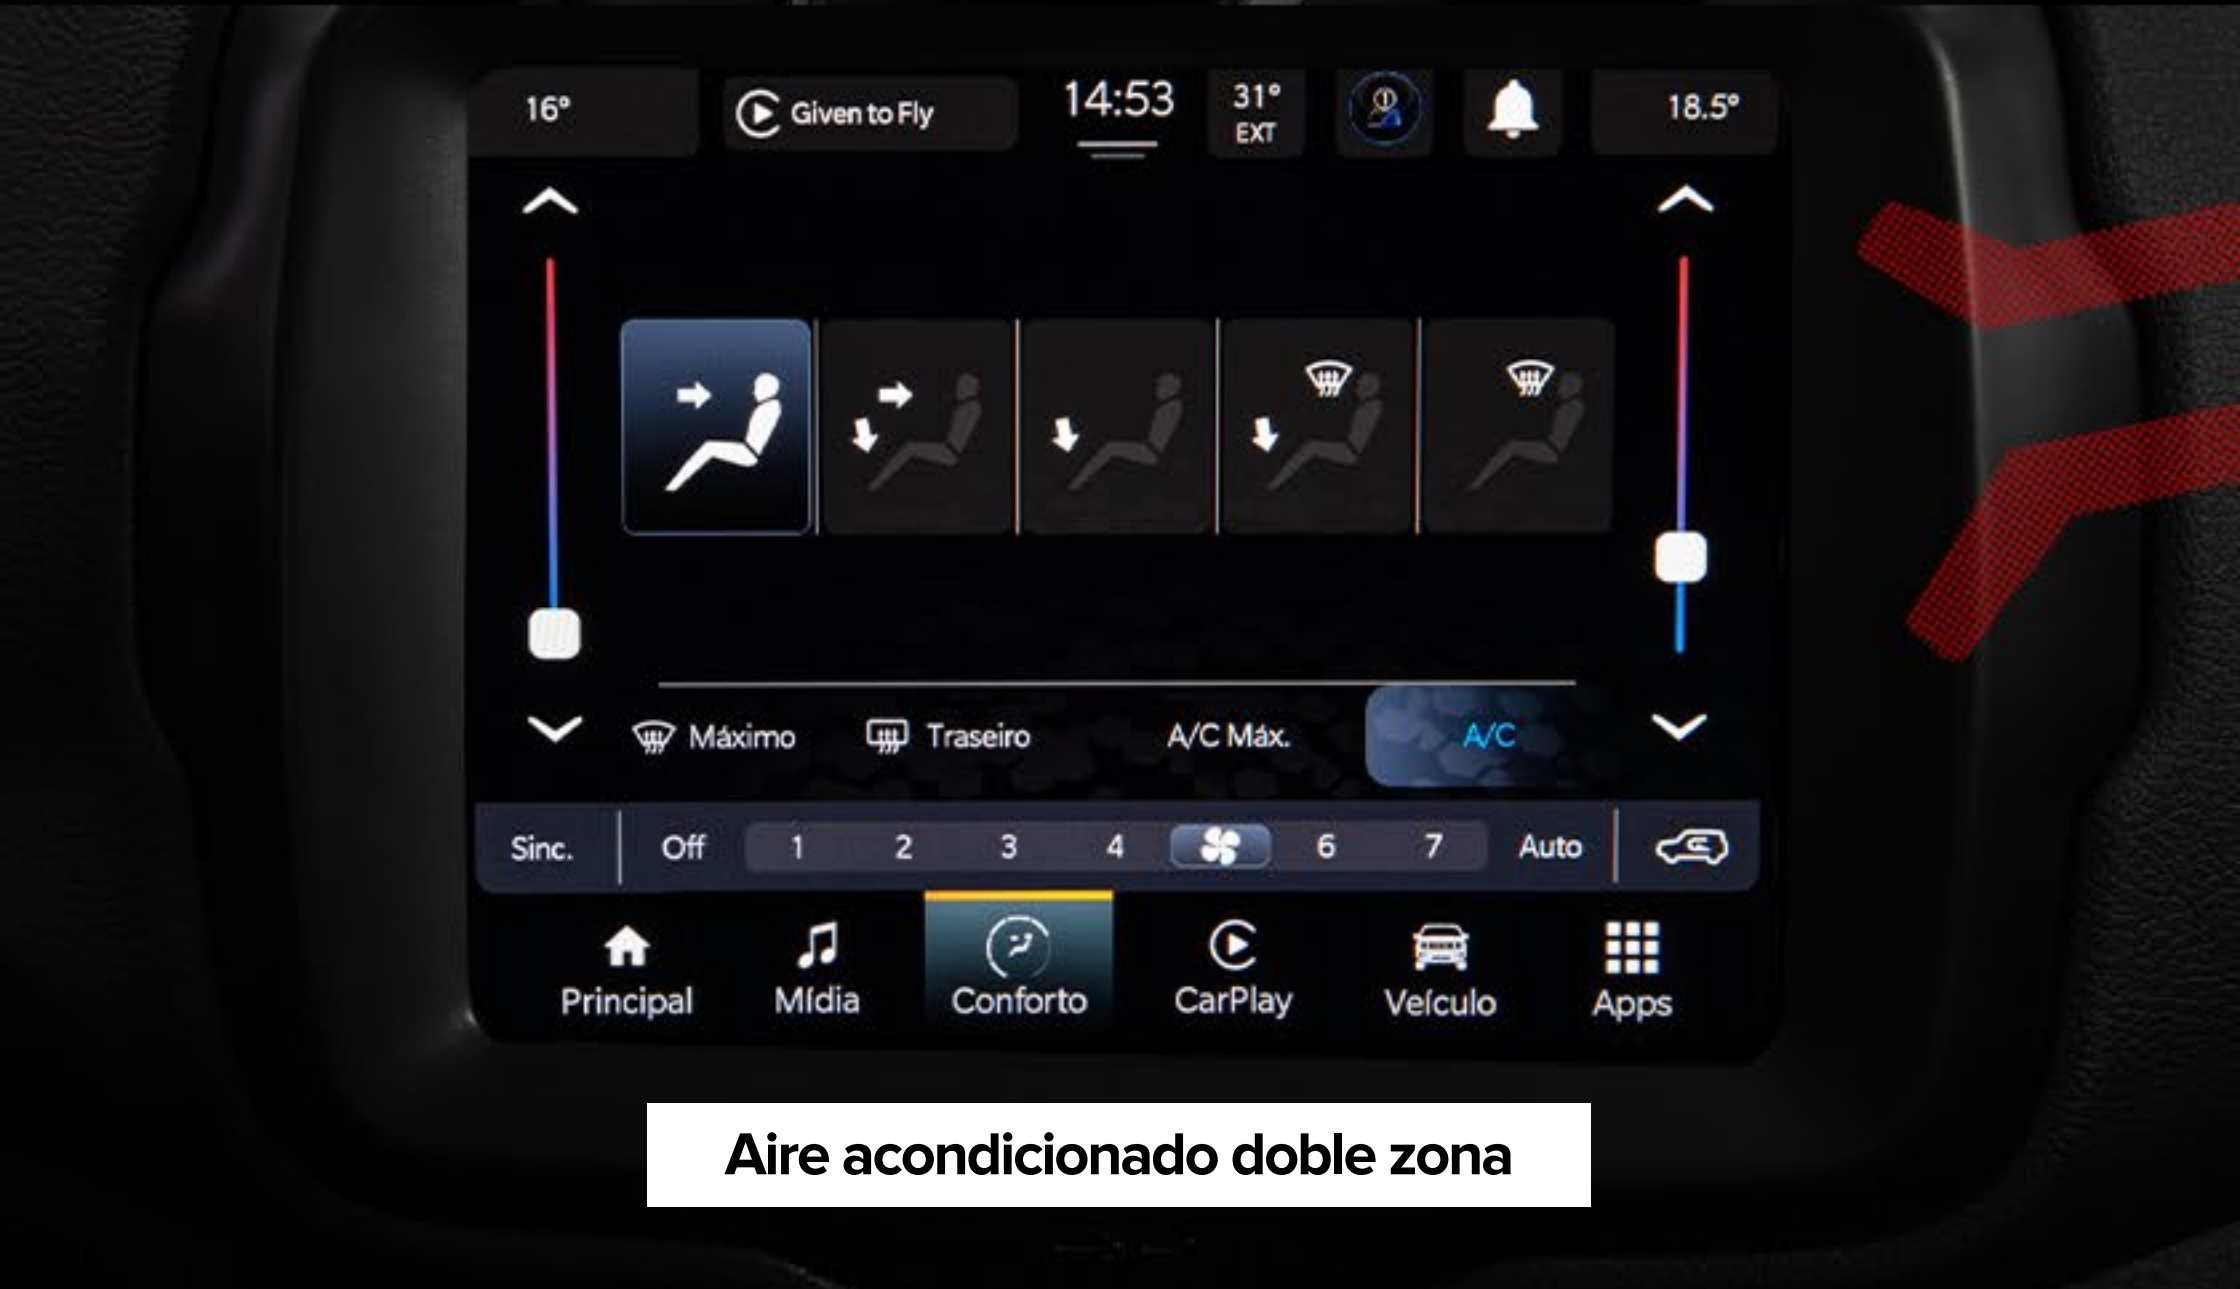 16°
Given to Fly
14:53
31°
EXT
18.5°
Máximo
Traseiro
A/C Máx.
A/C
Sinc.
Off
1
2
3
4
6
7
Auto
Principal
Mídia
Conforto
CarPlay
Veículo
Apps
Aire acondicionado doble zona